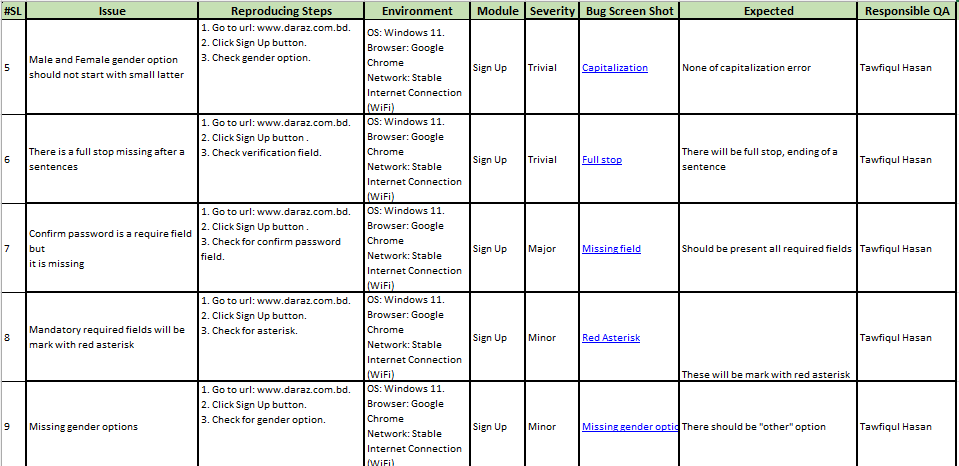 #SL Issue Reproducing Steps Environment Module Severity Bug Screen Shot Expected Responsible QA
5
Male and Female gender option
should not start with small latter
1. Go to url: www.daraz.com.bd.
2. Click Sign Up button.
3. Check gender option.
OS: Windows 11.
Browser: Google
Chrome
Network: Stable
Internet Connection
(WiFi)
Sign Up
Trivial
Capitalization
None of capitalization error
Tawfiqul Hasan
6
There is a full stop missing after a
sentences
1. Go to url: www.daraz.com.bd.
2. Click Sign Up button .
3. Check verification field.
OS: Windows 11.
Browser: Google
Chrome
Network: Stable
Internet Connection
(WiFi)
Sign Up
Trivial
Full stop
There will be full stop, ending of a
sentence
Tawfiqul Hasan
7
Confirm password is a require field
but
it is missing
1. Go to url: www.daraz.com.bd.
2. Click Sign Up button .
3. Check for confirm password
field.
OS: Windows 11.
Browser: Google
Chrome
Network: Stable
Internet Connection
(WiFi)
Sign Up
Major
Missing field
Should be present all required fields
Tawfiqul Hasan
8
Mandatory required fields will be
mark with red asterisk
1. Go to url: www.daraz.com.bd.
2. Click Sign Up button.
3. Check for asterisk.
OS: Windows 11.
Browser: Google
Chrome
Network: Stable
Internet Connection
(WiFi)
Sign Up
Minor
Red Asterisk
These will be mark with red asterisk
Tawfiqul Hasan
9
Missing gender options
1. Go to url: www.daraz.com.bd.
2. Click Sign Up button.
3. Check for gender option.
OS: Windows 11.
Browser: Google
Chrome
Network: Stable
Internet Connection
(WiFi)
Sign Up
Minor
Missing gender optic
There should be "other" option
Tawfiqul Hasan